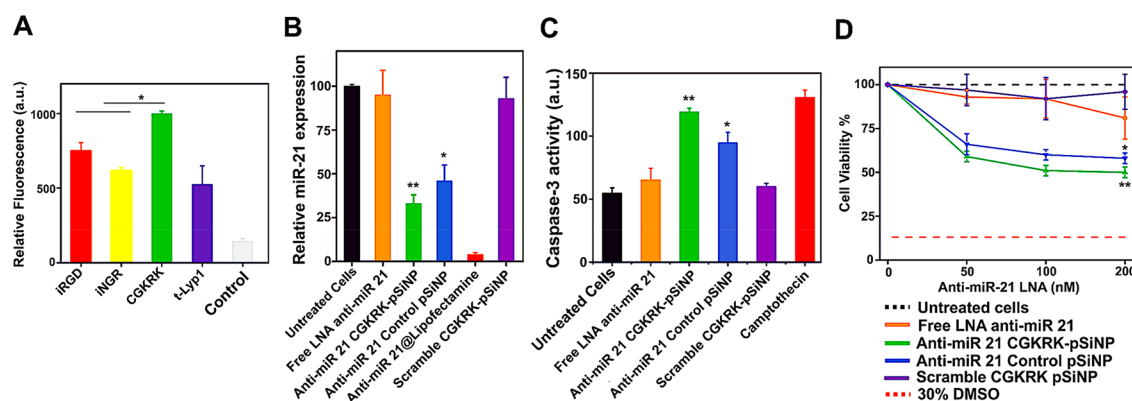 A
Relative Fluorescence (a.u.)
1000
500
0
*
iRGD
iNGR
CGKRK
t-Lyp1
Control
B
Relative miR-21 expression
100
75
50
25
0
**
*
Untreated Cells
Free LNA anti-miR 21
Anti-miR 21 CGKRK-pSiNP
Anti-miR 21 Control pSiNP
Anti-miR 21@Lipofectamine
Scramble CGKRK-pSiNP
C
Caspase-3 activity (a.u.)
150
100
50
0
**
*
Untreated Cells
Free LNA anti-miR 21
Anti-miR 21 CGKRK-pSiNP
Anti-miR 21 Control pSiNP
Scramble CGKRK-pSiNP
Camptothecin
D
Cell Viability %
100
50
0
*
**
0 50 100 200
Anti-miR-21 LNA (nM)
Untreated cells
Free LNA anti-miR 21
Anti-miR 21 CGKRK-pSiNP
Anti-miR 21 Control pSiNP
Scramble CGKRK pSiNP
30% DMSO